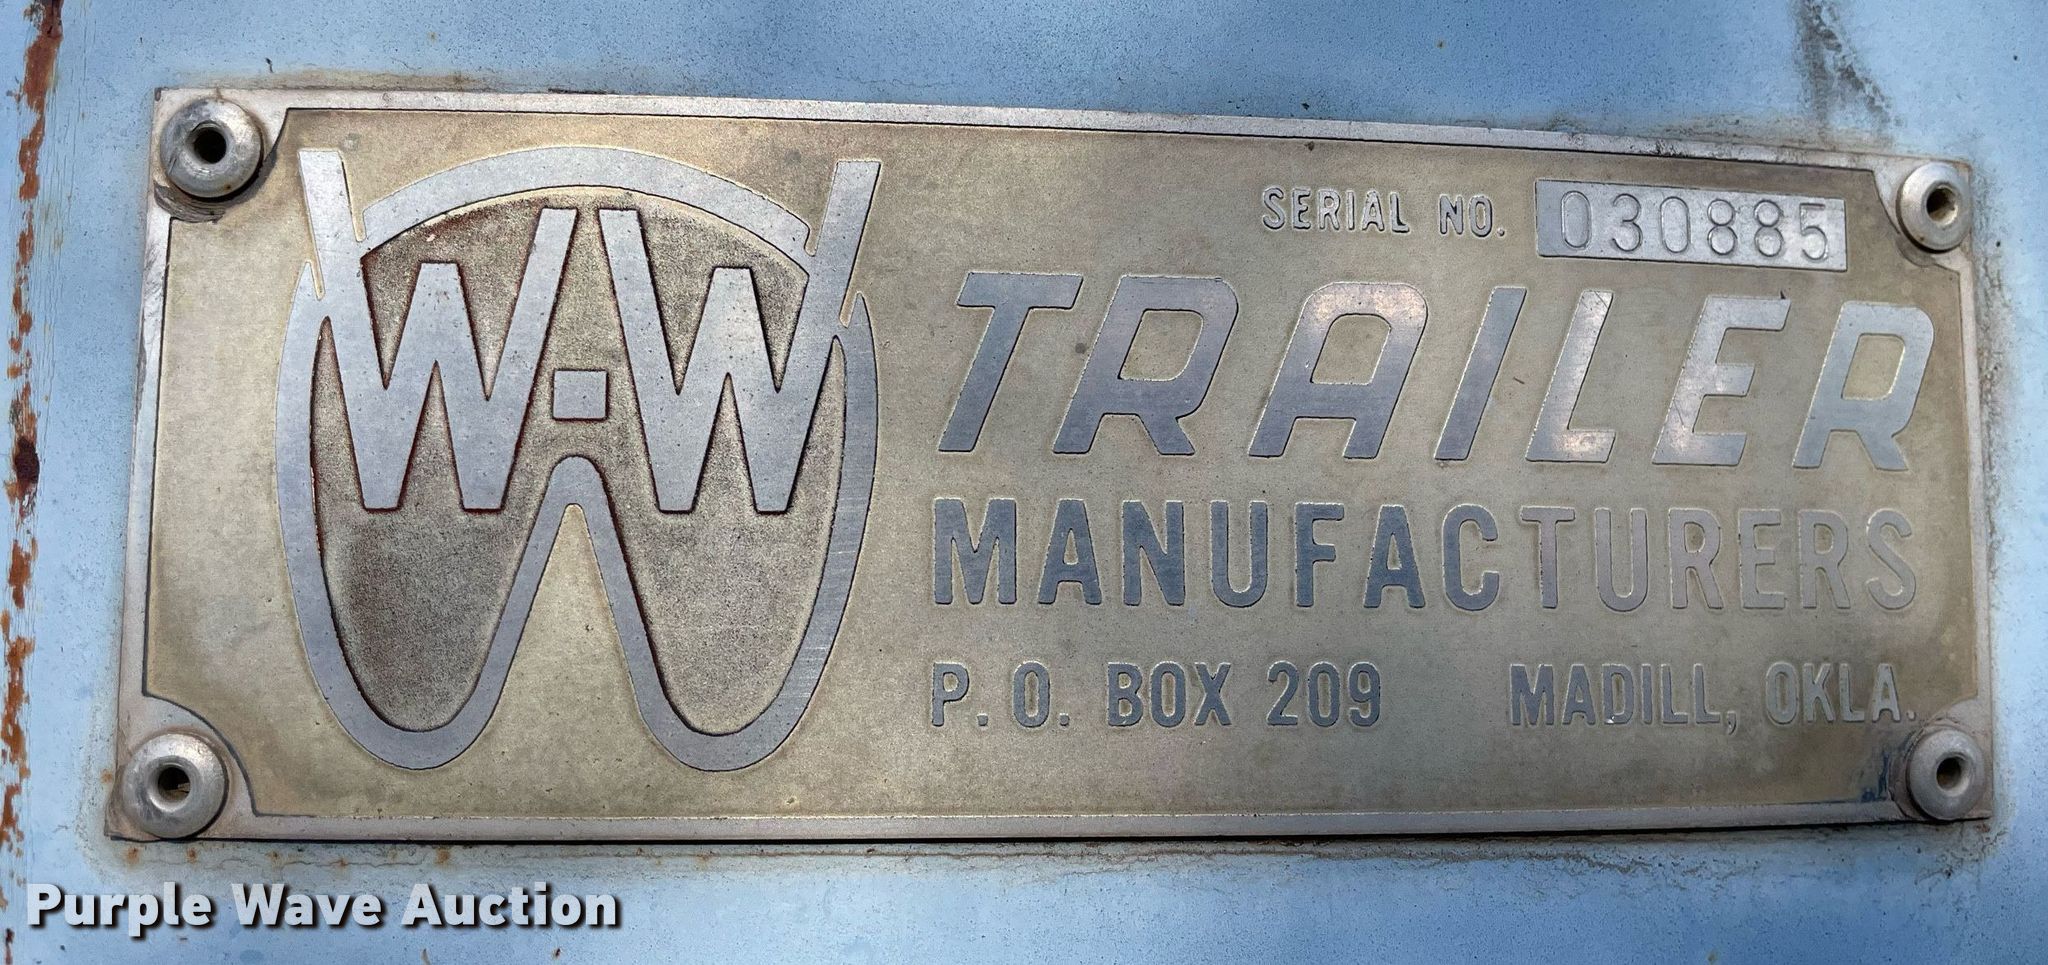 SERIAL NO. 030885
W-W
TRAILER
MANUFACTURERS
P. O. BOX 209 MADILL, OKLA.
Purple Wave Auction